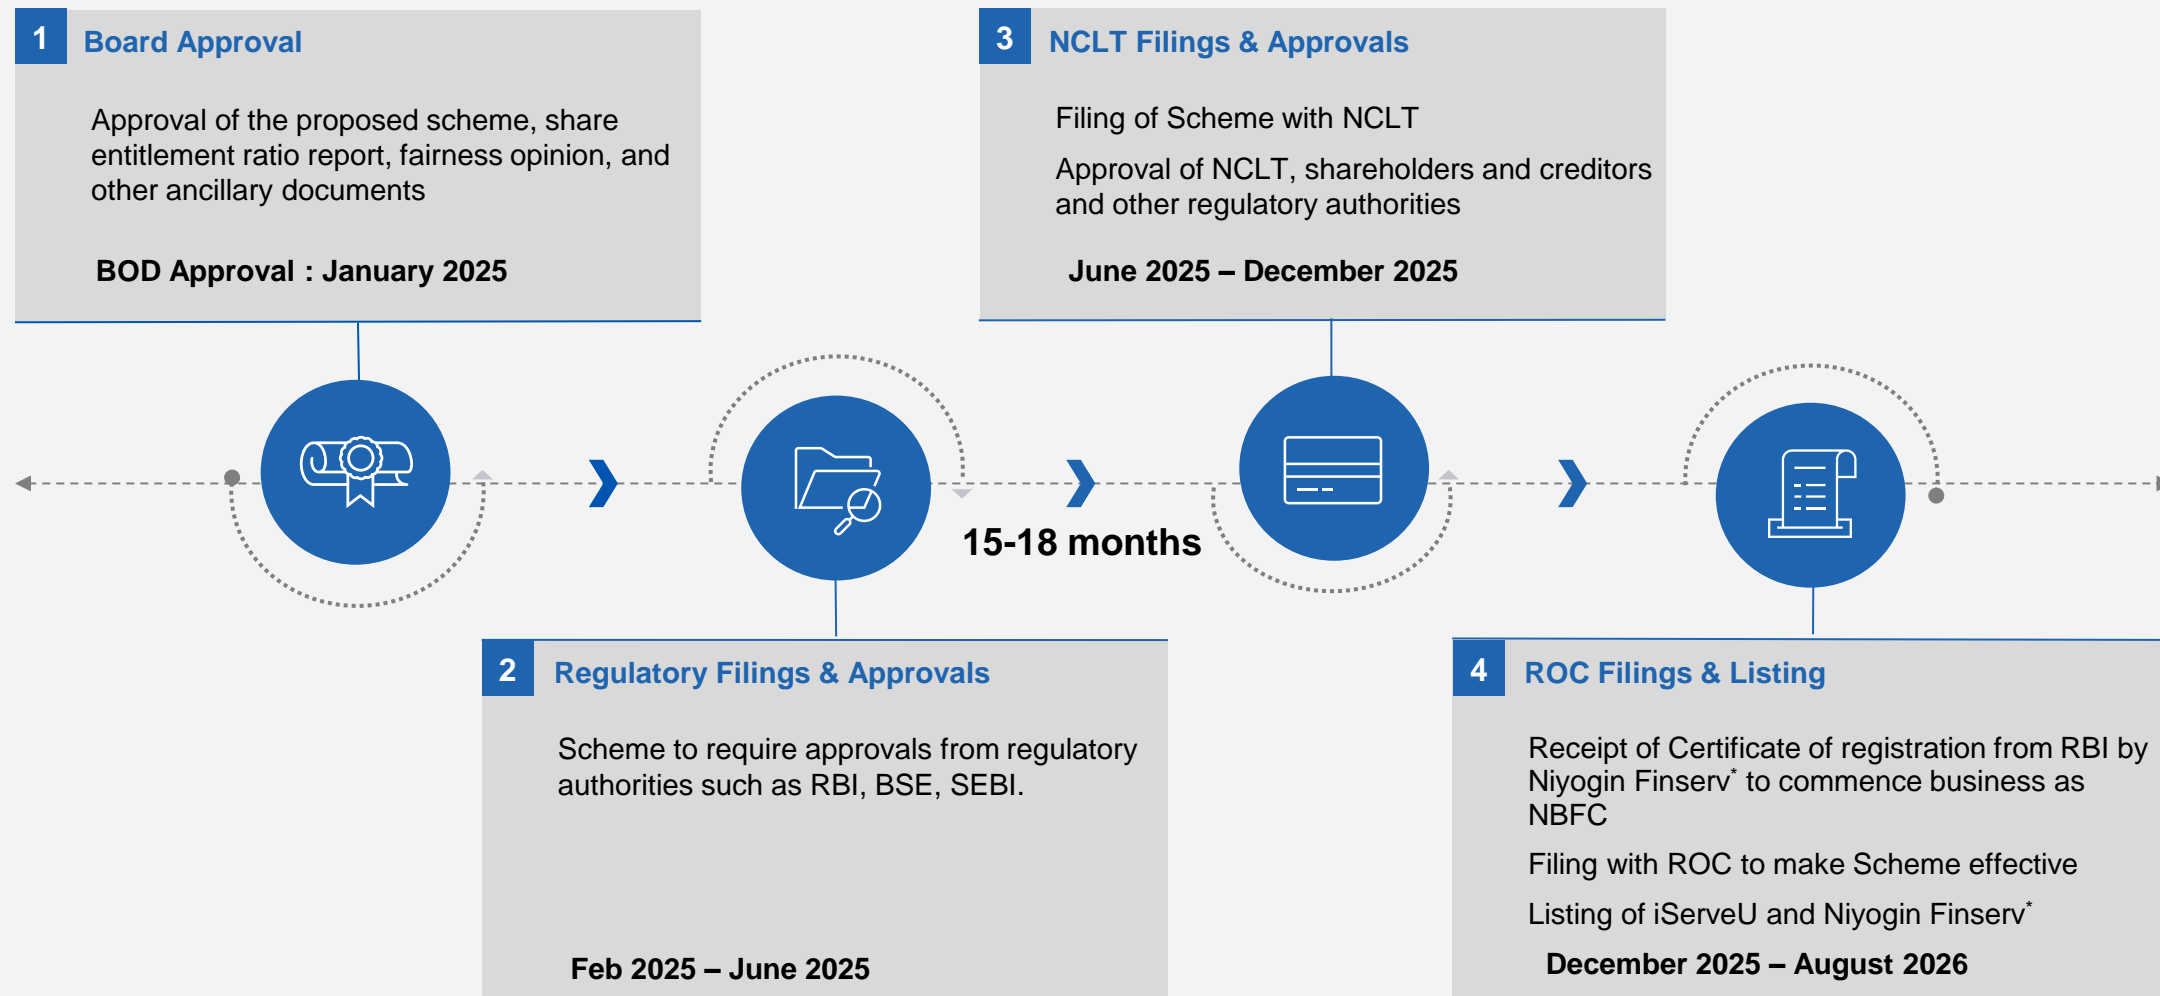 1
Board Approval
Approval of the proposed scheme, share
entitlement ratio report, fairness opinion, and
other ancillary documents
BOD Approval : January 2025
3
NCLT Filings & Approvals
Filing of Scheme with NCLT
Approval of NCLT, shareholders and creditors
and other regulatory authorities
June 2025 – December 2025
15-18 months
2
Regulatory Filings & Approvals
Scheme to require approvals from regulatory
authorities such as RBI, BSE, SEBI.
Feb 2025 – June 2025
4
ROC Filings & Listing
Receipt of Certificate of registration from RBI by
Niyogin Finserv* to commence business as
NBFC
Filing with ROC to make Scheme effective
Listing of iServeU and Niyogin Finserv*
December 2025 – August 2026